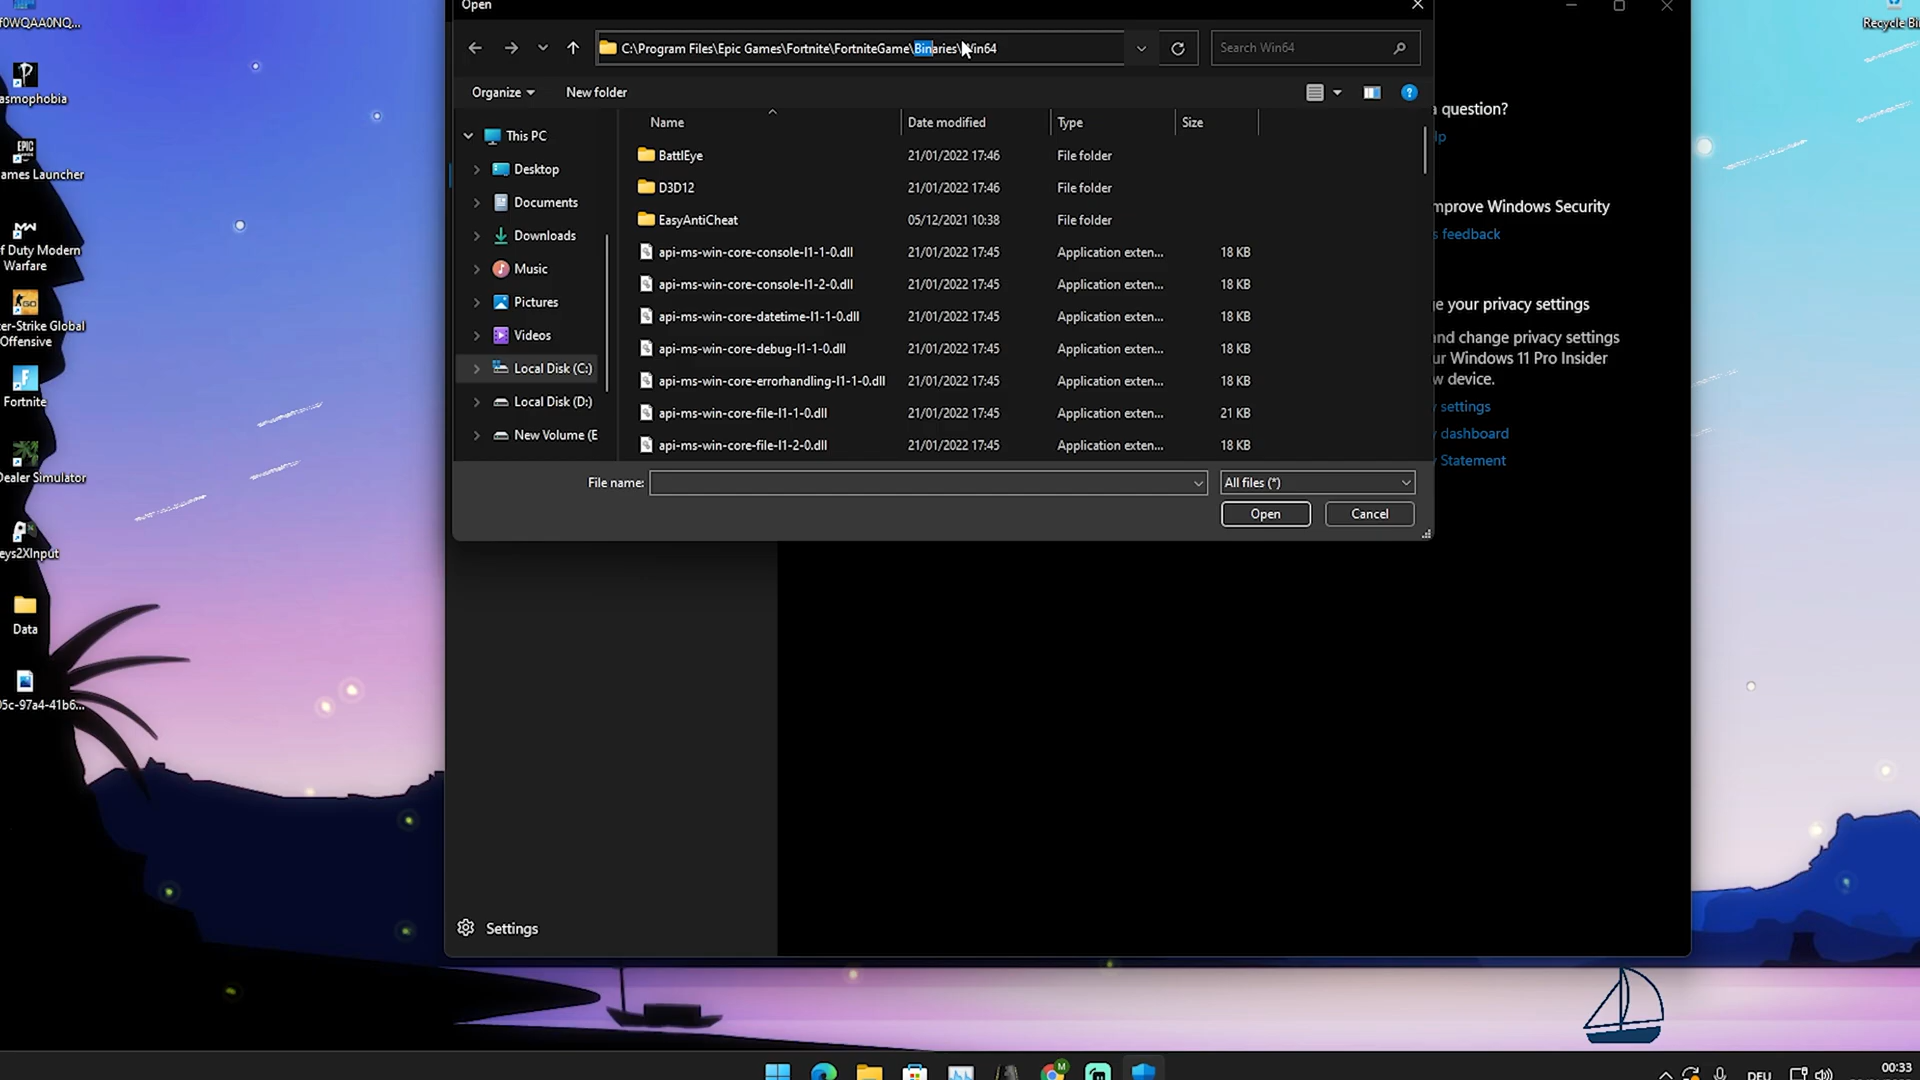 Open
C:\Program Files\Epic Games\Fortnite\FortniteGame\Binaries\Win64
Search Win64
Organize
New folder
Name
Date modified
Type
Size
This PC
Desktop
Documents
Downloads
Music
Pictures
Videos
Local Disk (C:)
Local Disk (D:)
New Volume (E
BattlEye 21/01/2022 17:46 File folder
D3D12 21/01/2022 17:46 File folder
EasyAntiCheat 05/12/2021 10:38 File folder
api-ms-win-core-console-l1-1-0.dll 21/01/2022 17:45 Application exten... 18 KB
api-ms-win-core-console-l1-2-0.dll 21/01/2022 17:45 Application exten... 18 KB
api-ms-win-core-datetime-l1-1-0.dll 21/01/2022 17:45 Application exten... 18 KB
api-ms-win-core-debug-l1-1-0.dll 21/01/2022 17:45 Application exten... 18 KB
api-ms-win-core-errorhandling-l1-1-0.dll 21/01/2022 17:45 Application exten... 18 KB
api-ms-win-core-file-l1-1-0.dll 21/01/2022 17:45 Application exten... 21 KB
api-ms-win-core-file-l1-2-0.dll 21/01/2022 17:45 Application exten... 18 KB
File name:
All files (*)
Open
Cancel
a question?
lp
mprove Windows Security
s feedback
ge your privacy settings
and change privacy settings
ur Windows 11 Pro Insider
w device.
y settings
y dashboard
y Statement
Settings
f0WQAA0NQ...
asmophobia
EPIC
ames Launcher
f Duty Modern
Warfare
GO
er-Strike Global
Offensive
Fortnite
Dealer Simulator
eys2XInput
Data
05c-97a4-41b6...
Recycle Bi
M
DEU
00:33